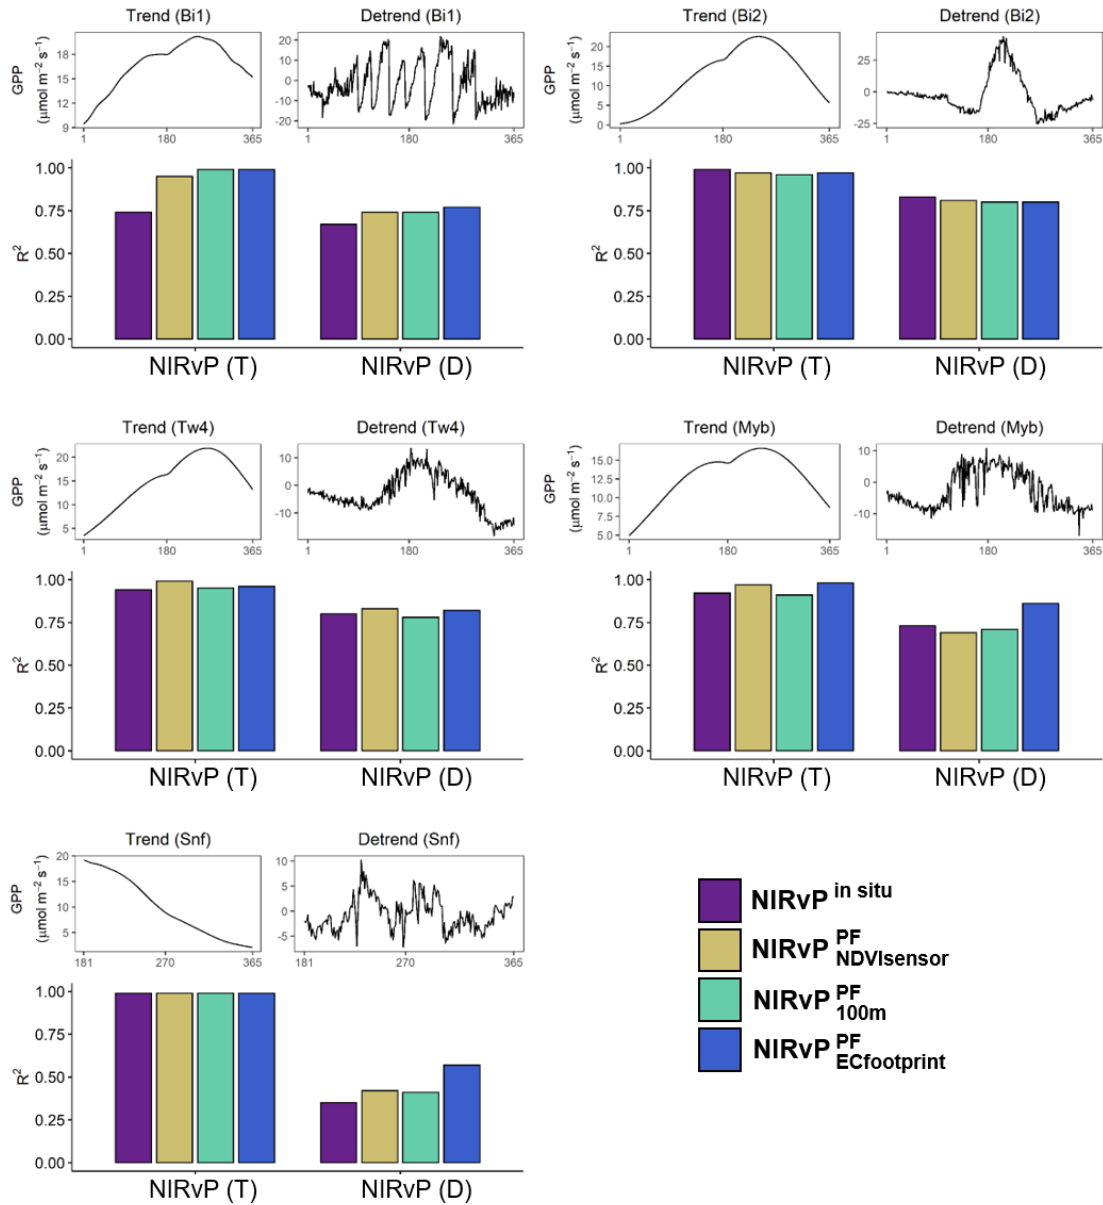 Trend (Bi1)
Detrend (Bi1)
GPP
(μmol m⁻² s⁻¹)
18
15
12
9
1 180 365
20
10
0
-10
-20
1 180 365
R²
1.00
0.75
0.50
0.25
0.00
NIRvP (T) NIRvP (D)
Trend (Bi2)
Detrend (Bi2)
GPP
(μmol m⁻² s⁻¹)
20
15
10
5
0
1 180 365
25
0
-25
1 180 365
R²
1.00
0.75
0.50
0.25
0.00
NIRvP (T) NIRvP (D)
Trend (Tw4)
Detrend (Tw4)
GPP
(μmol m⁻² s⁻¹)
20
15
10
5
1 180 365
10
0
-10
1 180 365
R²
1.00
0.75
0.50
0.25
0.00
NIRvP (T) NIRvP (D)
Trend (Myb)
Detrend (Myb)
GPP
(μmol m⁻² s⁻¹)
15.0
12.5
10.0
7.5
5.0
1 180 365
10
0
-10
1 180 365
R²
1.00
0.75
0.50
0.25
0.00
NIRvP (T) NIRvP (D)
Trend (Snf)
Detrend (Snf)
GPP
(μmol m⁻² s⁻¹)
20
15
10
5
181 270 365
10
5
0
-5
181 270 365
R²
1.00
0.75
0.50
0.25
0.00
NIRvP (T) NIRvP (D)
NIRvP in situ
NIRvP PF NDVIsensor
NIRvP PF 100m
NIRvP PF ECfootprint